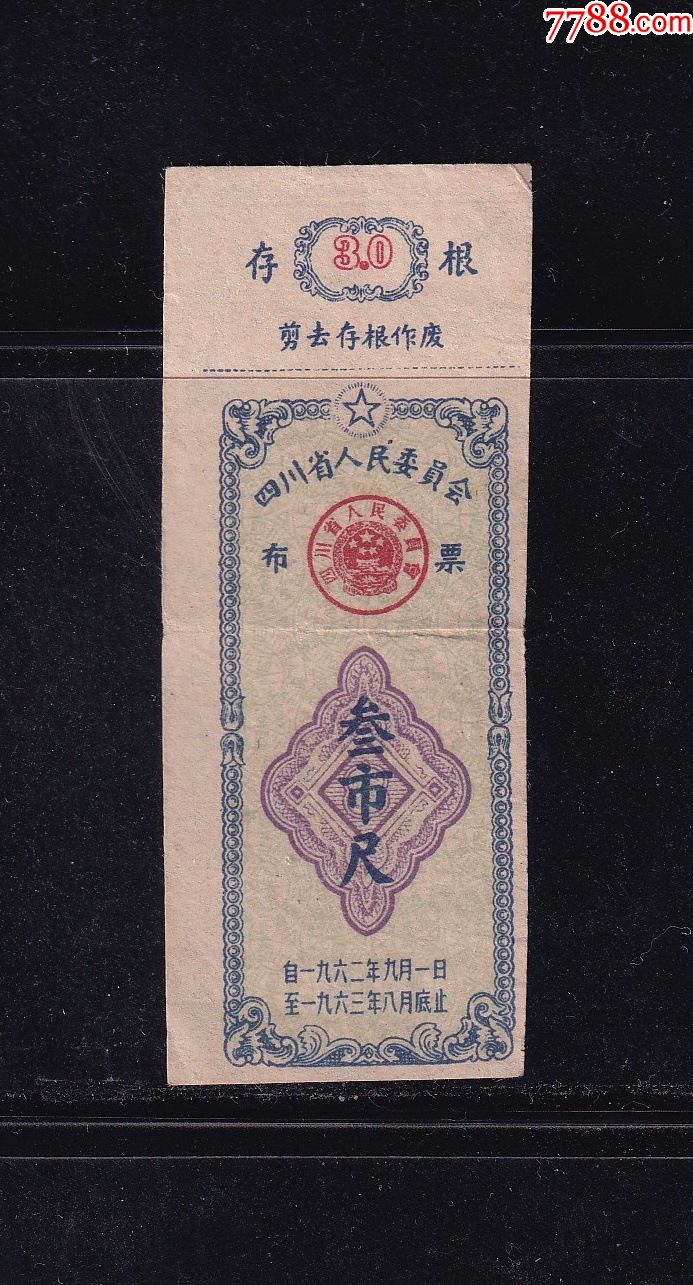 7788.com
存 3.0 根
剪去存根作废
四川省人民委員会
四川省人民委員會
布 票
叁市尺
自一九六二年九月一日
至一九六三年八月底止